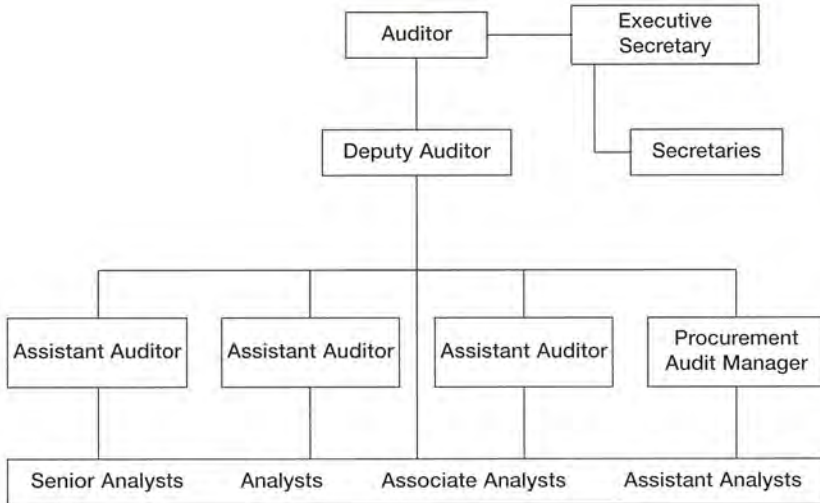 Auditor
Executive
Secretary
Deputy Auditor
Secretaries
Assistant Auditor
Assistant Auditor
Assistant Auditor
Procurement
Audit Manager
Senior Analysts
Analysts
Associate Analysts
Assistant Analysts